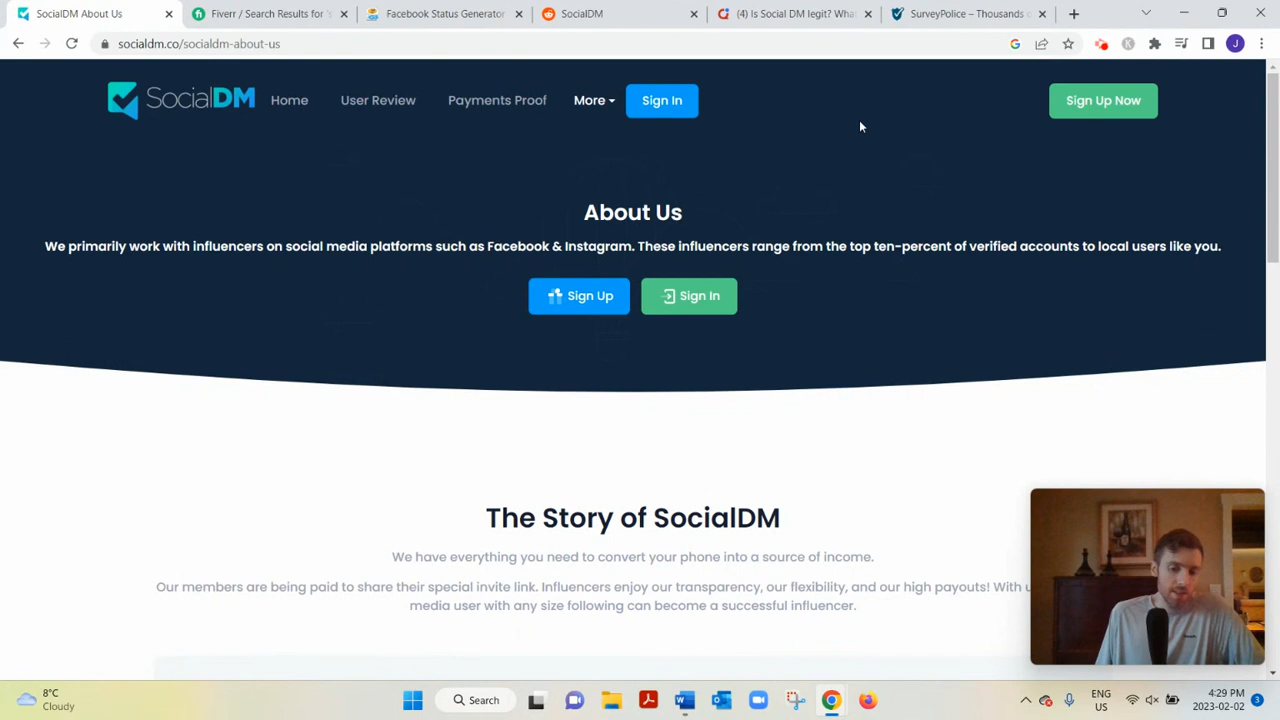 SocialDM About Us
Fiverr / Search Results for 's
Facebook Status Generator
SocialDM
(4) Is Social DM legit? Wha
SurveyPolice – Thousands o
socialdm.co/socialdm-about-us
J
SocialDM
Home
User Review
Payments Proof
More
Sign In
Sign Up Now
About Us
We primarily work with influencers on social media platforms such as Facebook & Instagram. These influencers range from the top ten-percent of verified accounts to local users like you.
Sign Up
Sign In
The Story of SocialDM
We have everything you need to convert your phone into a source of income.
Our members are being paid to share their special invite link. Influencers enjoy our transparency, our flexibility, and our high payouts! With u
media user with any size following can become a successful influencer.
8°C
Cloudy
Search
ENG
US
4:29 PM
2023-02-02
3